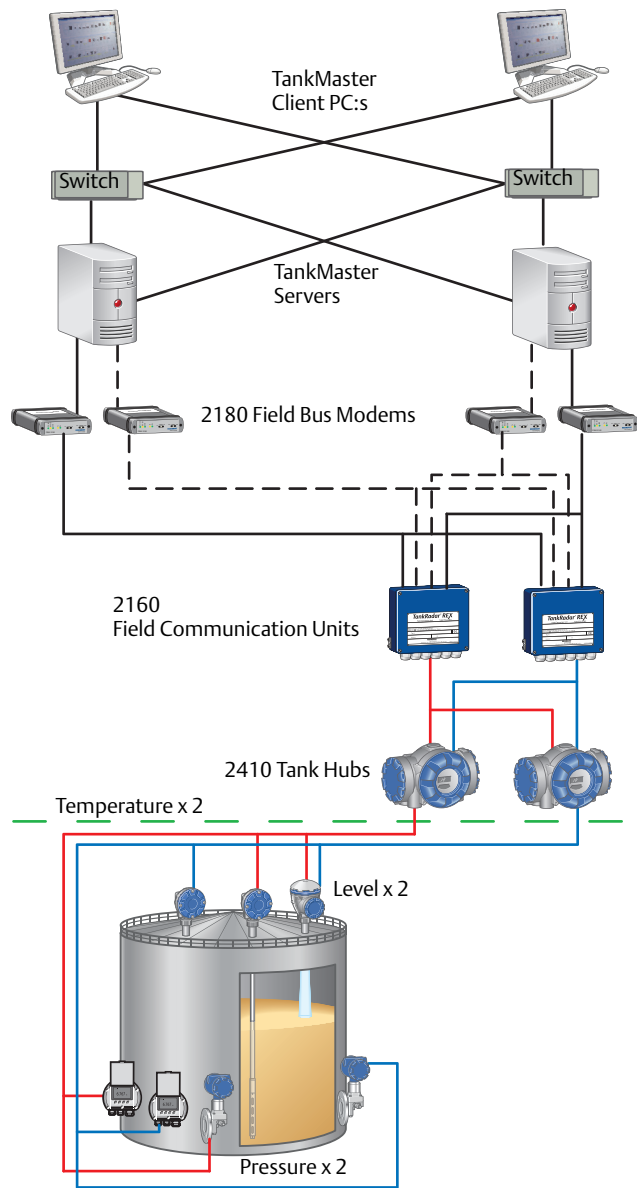 TankMaster
Client PC:s
Switch
Switch
TankMaster
Servers
2180 Field Bus Modems
2160
Field Communication Units
TankRadar REX
TankRadar REX
2410 Tank Hubs
Temperature x 2
Level x 2
Pressure x 2